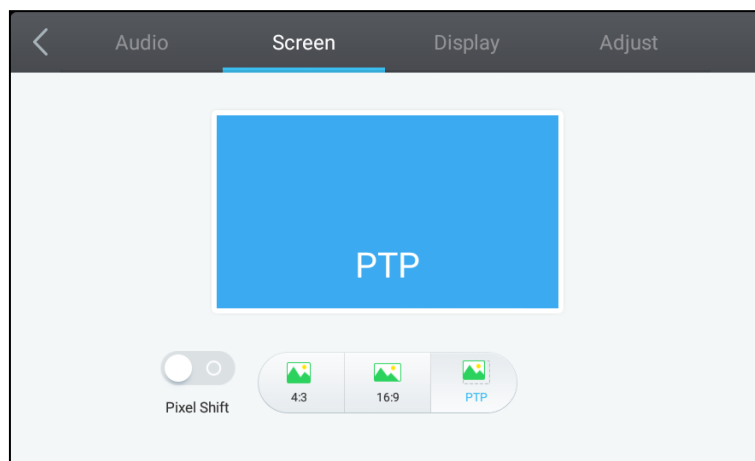 Audio
Screen
Display
Adjust
PTP
Pixel Shift
4:3
16:9
PTP